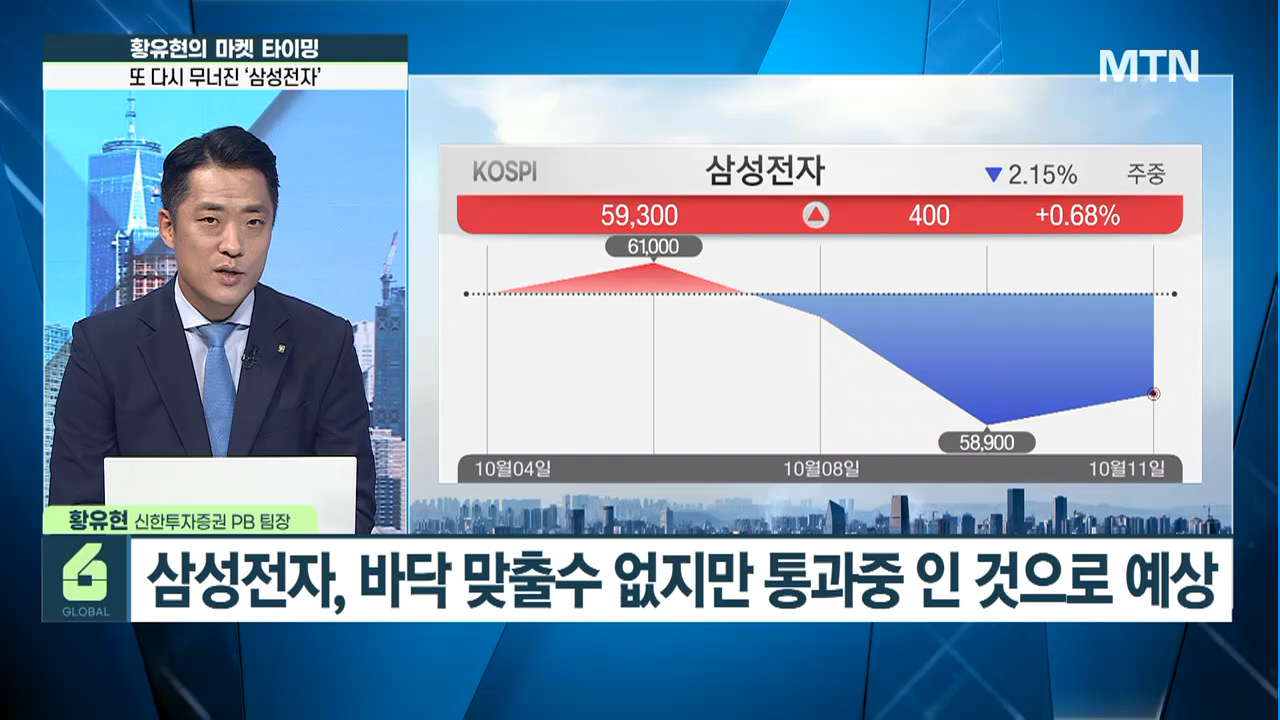 황유현의 마켓 타이밍
또 다시 무너진 '삼성전자'
MTN
KOSPI 삼성전자 ▼ 2.15% 주중
59,300 ▲ 400 +0.68%
61,000
58,900
10월04일 10월08일 10월11일
황유현 신한투자증권 PB 팀장
GLOBAL
삼성전자, 바닥 맞출수 없지만 통과중 인 것으로 예상